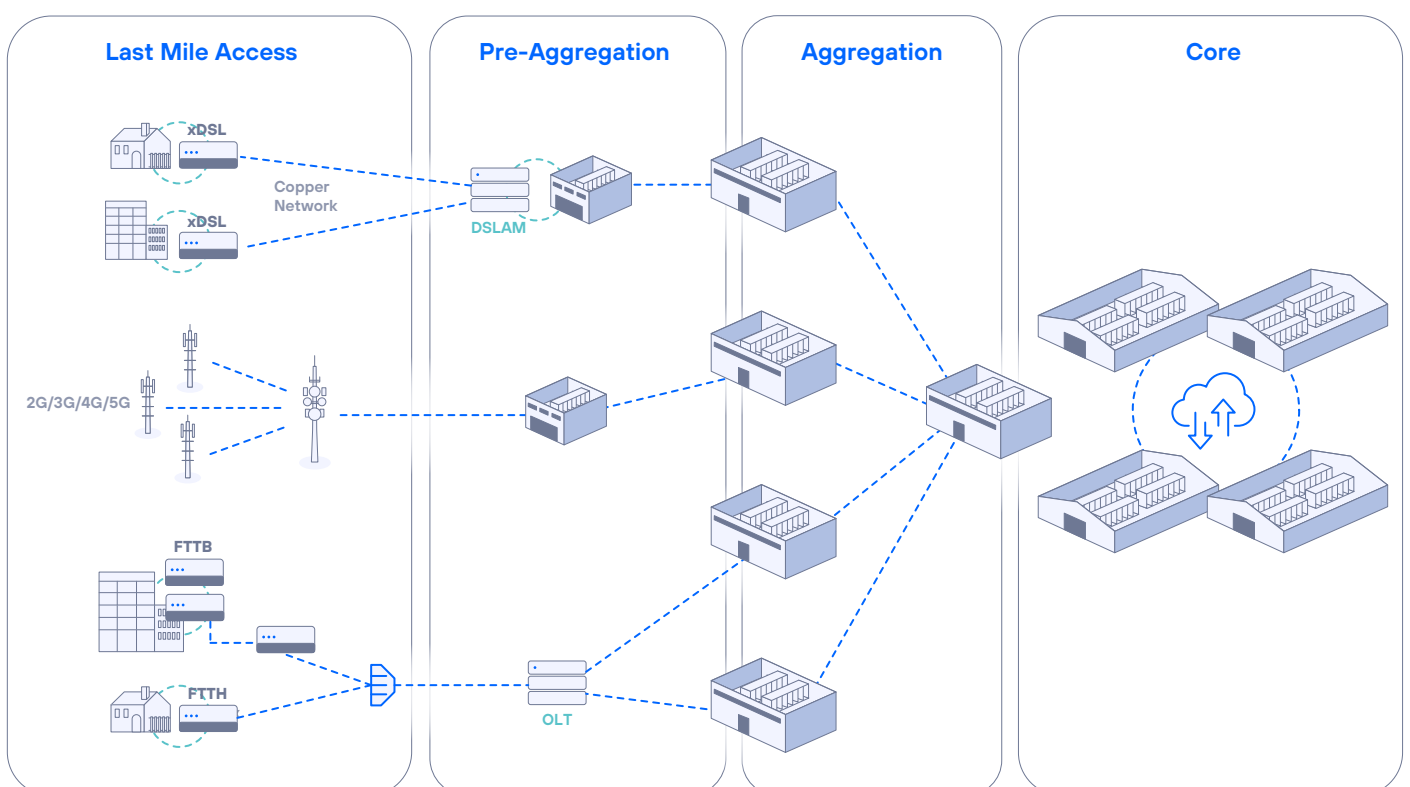 Last Mile Access
Pre-Aggregation
Aggregation
Core
xDSL
Copper
Network
xDSL
DSLAM
2G/3G/4G/5G
FTTB
FTTH
OLT